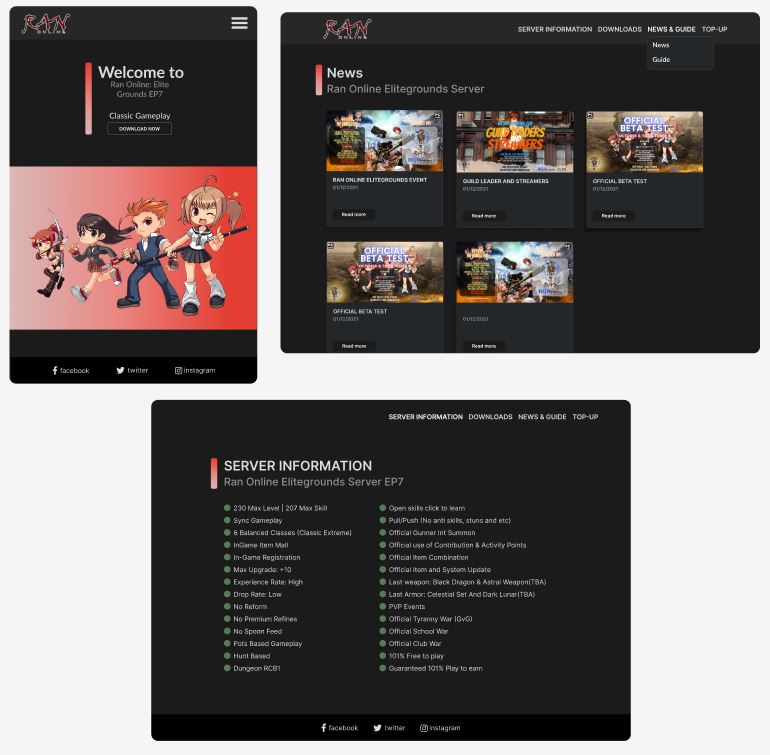 RAN
ONLINE
Welcome to
Ran Online: Elite
Grounds EP7
Classic Gameplay
DOWNLOAD NOW
facebook
twitter
instagram
RAN
ONLINE
SERVER INFORMATION DOWNLOADS NEWS & GUIDE TOP-UP
News
Guide
News
Ran Online Elitegrounds Server
GUILD LEADERS
STREAMERS
OFFICIAL
BETA TEST
RAN ONLINE ELITEGROUNDS EVENT
01/12/2021
Read more
GUILD LEADER AND STREAMERS
01/12/2021
Read more
OFFICIAL BETA TEST
01/12/2021
Read more
OFFICIAL
BETA TEST
OFFICIAL BETA TEST
01/12/2021
Read more
01/12/2021
Read more
SERVER INFORMATION DOWNLOADS NEWS & GUIDE TOP-UP
SERVER INFORMATION
Ran Online Elitegrounds Server EP7
230 Max Level | 207 Max Skill
Sync Gameplay
6 Balanced Classes (Classic Extreme)
InGame Item Mall
In-Game Registration
Max Upgrade: +10
Experience Rate: High
Drop Rate: Low
No Reform
No Premium Refines
No Spoon Feed
Pots Based Gameplay
Hunt Based
Dungeon RCB1
Open skills click to learn
Pull/Push (No anti skills, stuns and etc)
Official Gunner Int Summon
Official use of Contribution & Activity Points
Official Item Combination
Official Item and System Update
Last weapon: Black Dragon & Astral Weapon(TBA)
Last Armor: Celestial Set And Dark Lunar(TBA)
PVP Events
Official Tyranny War (GvG)
Official School War
Official Club War
101% Free to play
Guaranteed 101% Play to earn
facebook
twitter
instagram